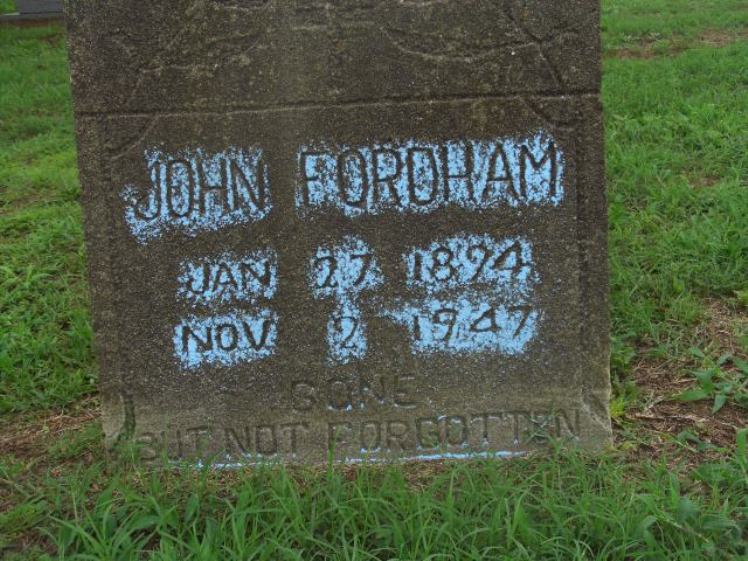 JOHN FORDHAM
JAN 27 1894
NOV 2 1947
GONE
BUT NOT FORGOTTEN